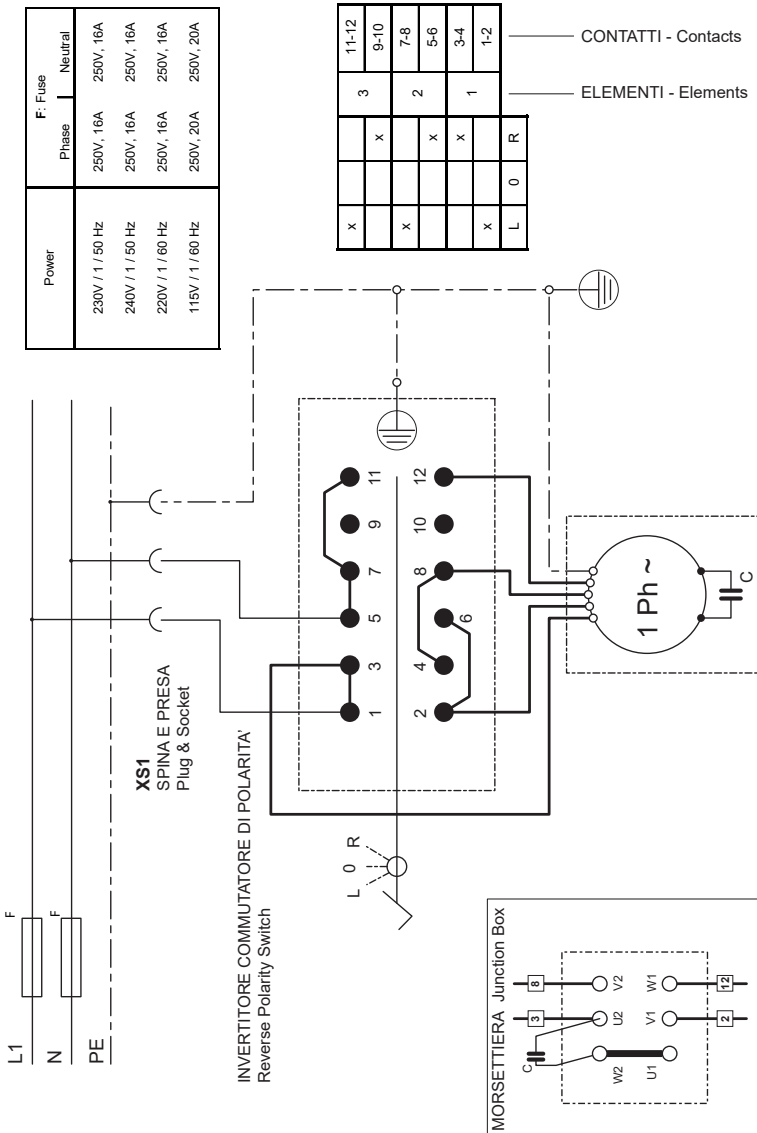 Power
F: Fuse
Phase
Neutral
230V / 1 / 50 Hz 250V, 16A 250V, 16A
240V / 1 / 50 Hz 250V, 16A 250V, 16A
220V / 1 / 60 Hz 250V, 16A 250V, 16A
115V / 1 / 60 Hz 250V, 20A 250V, 20A
11-12
9-10
7-8
5-6
3-4
1-2
CONTATTI - Contacts
3
2
1
ELEMENTI - Elements
x
x
x
x
x
x
L 0 R
L1
N
PE
F
F
XS1
SPINA E PRESA
Plug & Socket
INVERTITORE COMMUTATORE DI POLARITA'
Reverse Polarity Switch
L 0 R
1 3 5 7 9 11
2 4 6 8 10 12
1 Ph ~
C
MORSETTIERA Junction Box
C
3
8
W2 U2 V2
U1 V1 W1
2
12